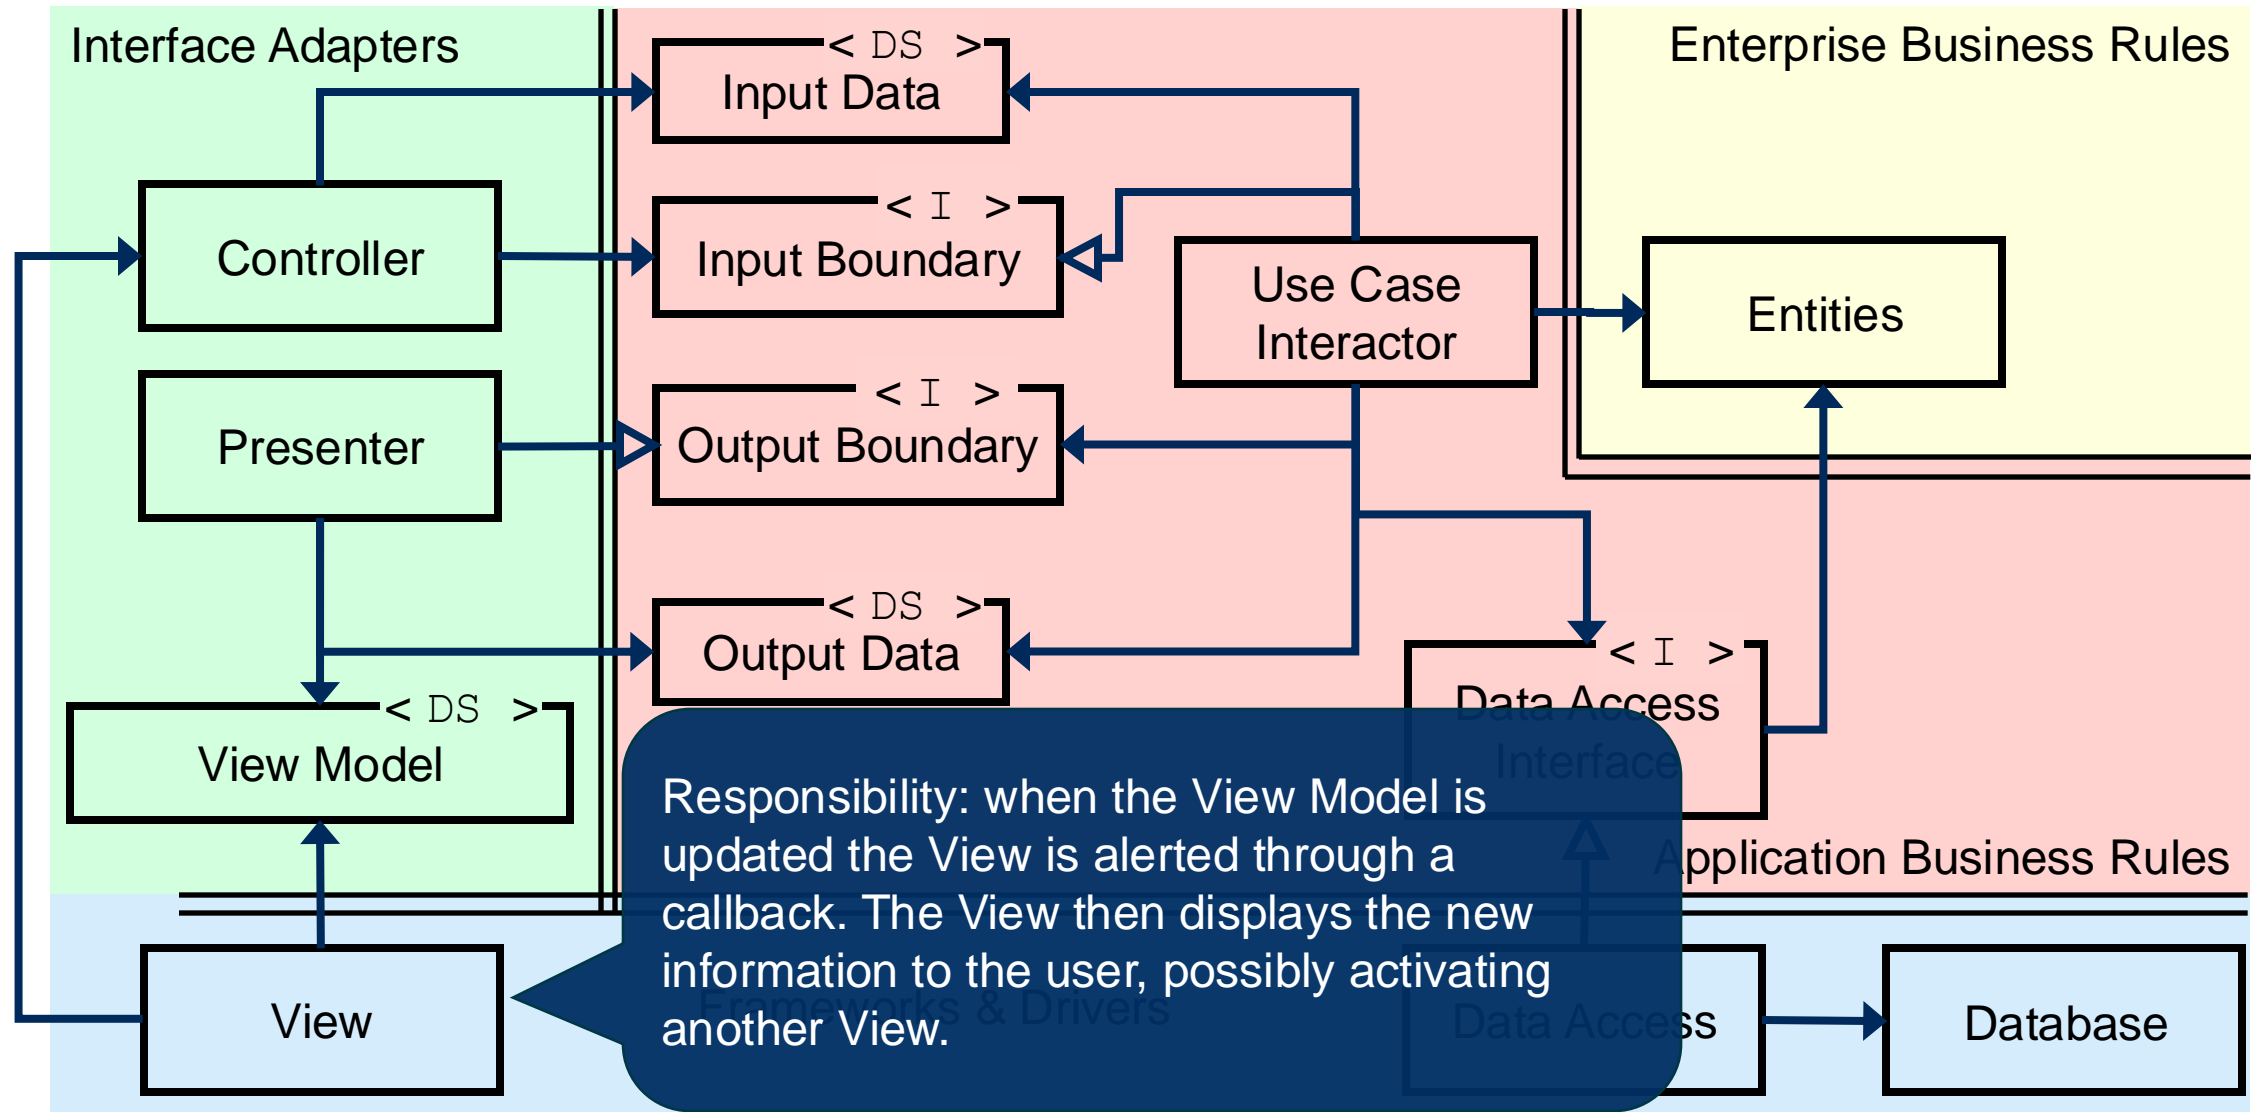 Interface Adapters
Enterprise Business Rules
< DS >
Input Data
Controller
< I >
Input Boundary
Use Case
Interactor
Entities
Presenter
< I >
Output Boundary
< DS >
Output Data
< I >
Data Access
Interface
< DS >
View Model
Application Business Rules
Responsibility: when the View Model is
updated the View is alerted through a
callback. The View then displays the new
information to the user, possibly activating
another View.
Frameworks & Drivers
View
Data Access
Database